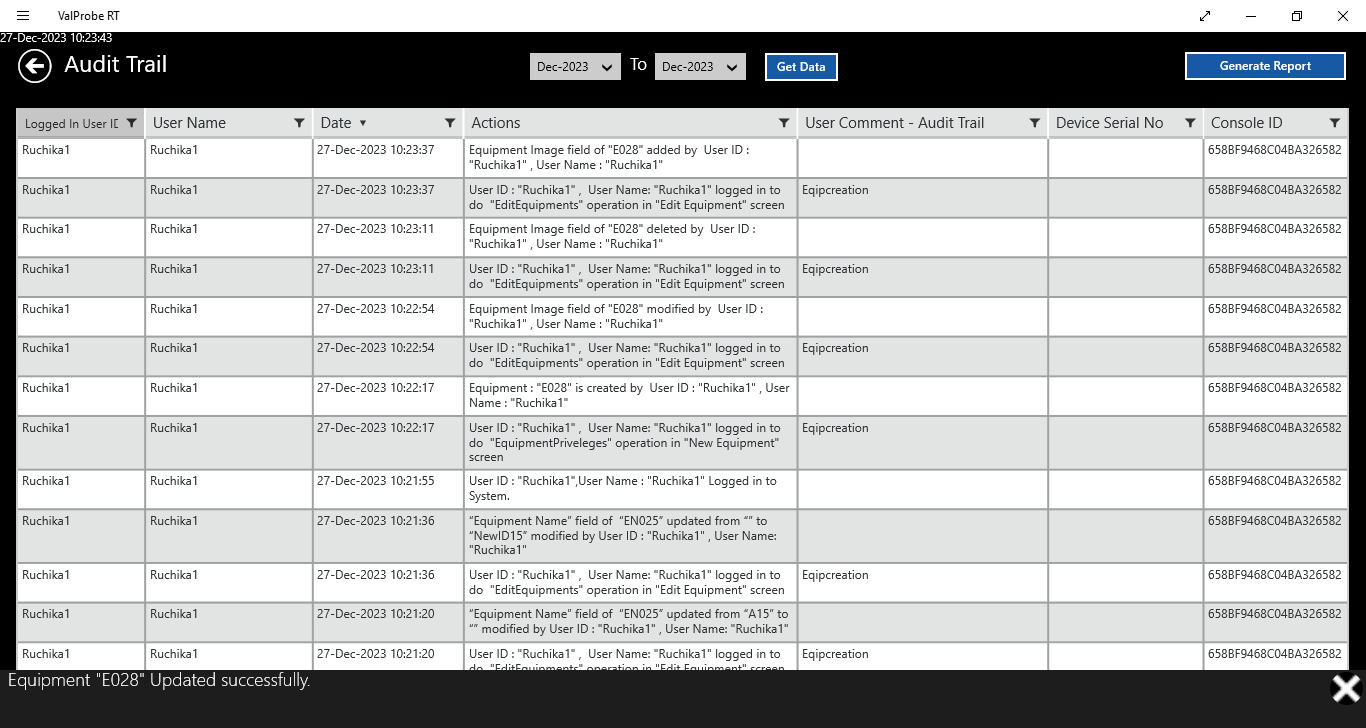 ValProbe RT
27-Dec-2023 10:23:43
Audit Trail
Dec-2023 To Dec-2023 Get Data Generate Report
Logged In User ID User Name Date Actions User Comment - Audit Trail Device Serial No Console ID
Ruchika1 Ruchika1 27-Dec-2023 10:23:37 Equipment Image field of "E028" added by User ID : 658BF9468C04BA326582
"Ruchika1" , User Name : "Ruchika1"
Ruchika1 Ruchika1 27-Dec-2023 10:23:37 User ID : "Ruchika1" , User Name: "Ruchika1" logged in to Eqipcreation 658BF9468C04BA326582
do "EditEquipments" operation in "Edit Equipment" screen
Ruchika1 Ruchika1 27-Dec-2023 10:23:11 Equipment Image field of "E028" deleted by User ID : 658BF9468C04BA326582
"Ruchika1" , User Name : "Ruchika1"
Ruchika1 Ruchika1 27-Dec-2023 10:23:11 User ID : "Ruchika1" , User Name: "Ruchika1" logged in to Eqipcreation 658BF9468C04BA326582
do "EditEquipments" operation in "Edit Equipment" screen
Ruchika1 Ruchika1 27-Dec-2023 10:22:54 Equipment Image field of "E028" modified by User ID : 658BF9468C04BA326582
"Ruchika1" , User Name : "Ruchika1"
Ruchika1 Ruchika1 27-Dec-2023 10:22:54 User ID : "Ruchika1" , User Name: "Ruchika1" logged in to Eqipcreation 658BF9468C04BA326582
do "EditEquipments" operation in "Edit Equipment" screen
Ruchika1 Ruchika1 27-Dec-2023 10:22:17 Equipment : "E028" is created by User ID : "Ruchika1" , User 658BF9468C04BA326582
Name : "Ruchika1"
Ruchika1 Ruchika1 27-Dec-2023 10:22:17 User ID : "Ruchika1" , User Name: "Ruchika1" logged in to Eqipcreation 658BF9468C04BA326582
do "EquipmentPriveleges" operation in "New Equipment"
screen
Ruchika1 Ruchika1 27-Dec-2023 10:21:55 User ID : "Ruchika1",User Name : "Ruchika1" Logged in to 658BF9468C04BA326582
System.
Ruchika1 Ruchika1 27-Dec-2023 10:21:36 “Equipment Name” field of “EN025” updated from “” to 658BF9468C04BA326582
“NewID15” modified by User ID : "Ruchika1" , User Name:
"Ruchika1"
Ruchika1 Ruchika1 27-Dec-2023 10:21:36 User ID : "Ruchika1" , User Name: "Ruchika1" logged in to Eqipcreation 658BF9468C04BA326582
do "EditEquipments" operation in "Edit Equipment" screen
Ruchika1 Ruchika1 27-Dec-2023 10:21:20 “Equipment Name” field of “EN025” updated from “A15” to 658BF9468C04BA326582
“” modified by User ID : "Ruchika1" , User Name: "Ruchika1"
Ruchika1 Ruchika1 27-Dec-2023 10:21:20 User ID : "Ruchika1" , User Name: "Ruchika1" logged in to Eqipcreation 658BF9468C04BA326582
do "EditEquipments" operation in "Edit Equipment" screen
Equipment "E028" Updated successfully.